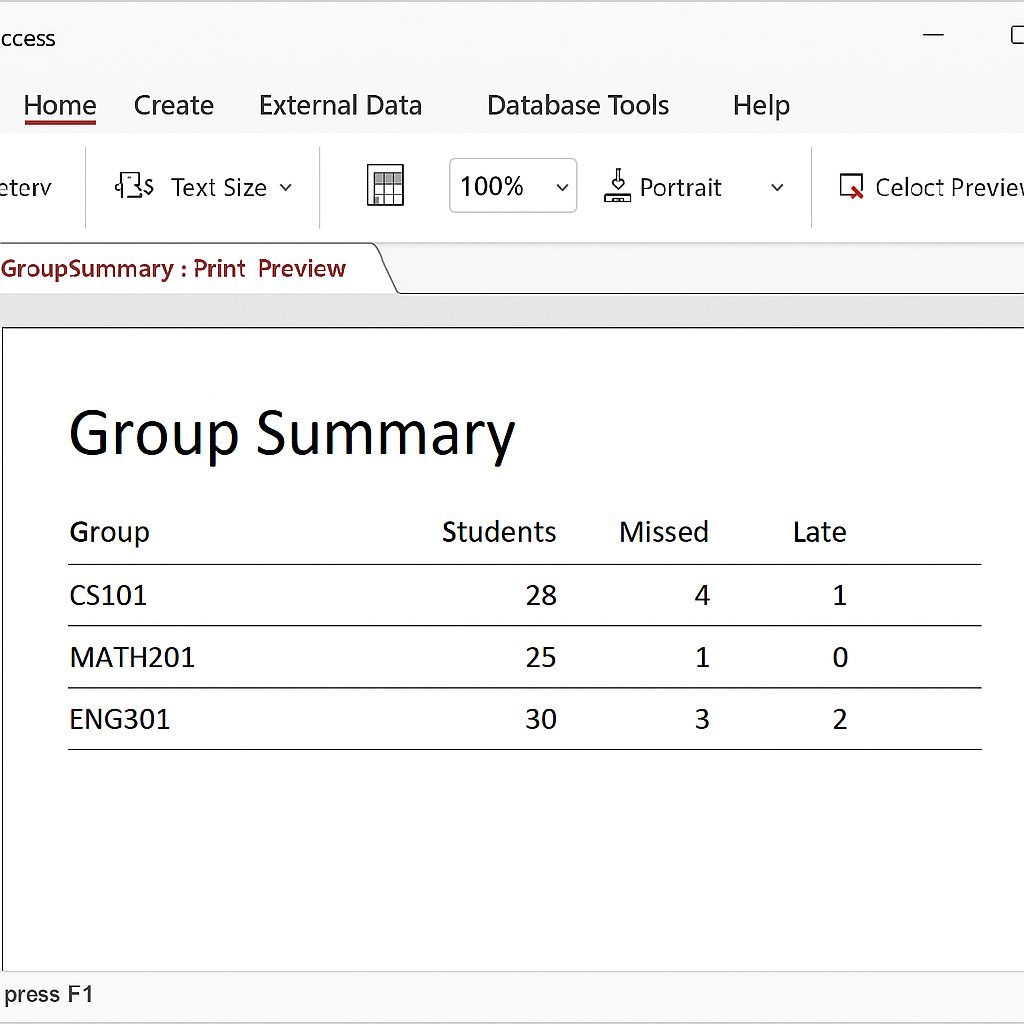 ccess
Home Create External Data Database Tools Help
eterv Text Size 100% Portrait Celoct Preview
GroupSummary : Print Preview
Group Summary
Group Students Missed Late
CS101 28 4 1
MATH201 25 1 0
ENG301 30 3 2
press F1